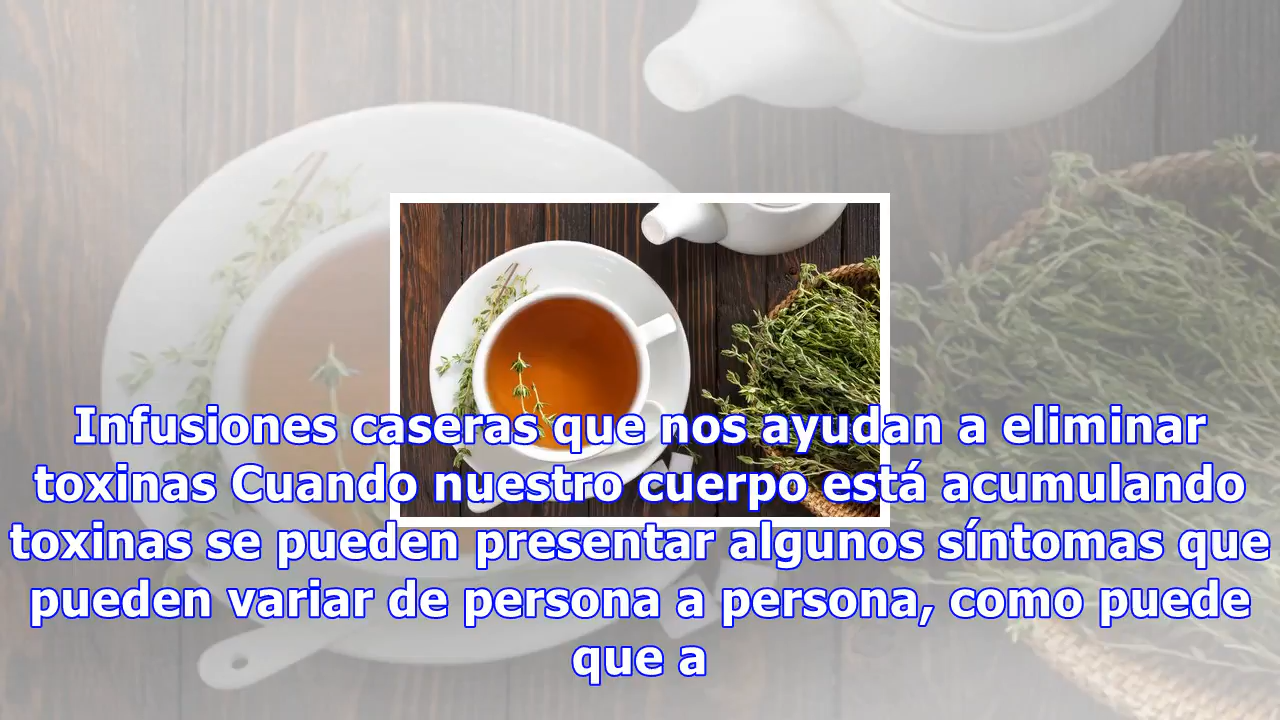 Infusiones caseras que nos ayudan a eliminar
toxinas Cuando nuestro cuerpo está acumulando
toxinas se pueden presentar algunos síntomas que
pueden variar de persona a persona, como puede
que a